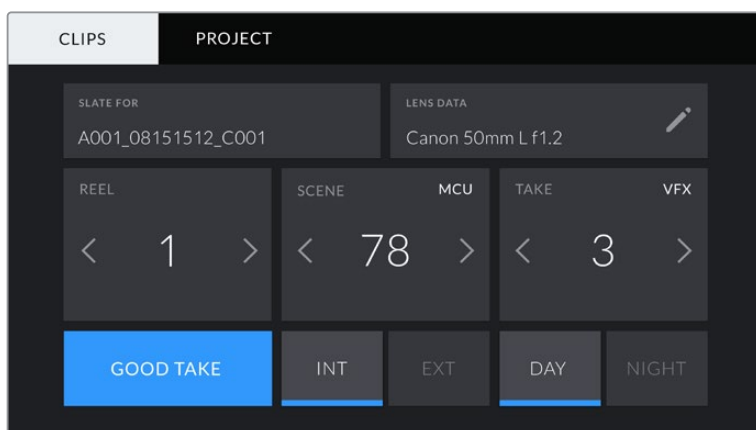 CLIPS PROJECT
SLATE FOR LENS DATA
A001_08151512_C001 Canon 50mm L f1.2
REEL SCENE MCU TAKE VFX
1 78 3
GOOD TAKE INT EXT DAY NIGHT